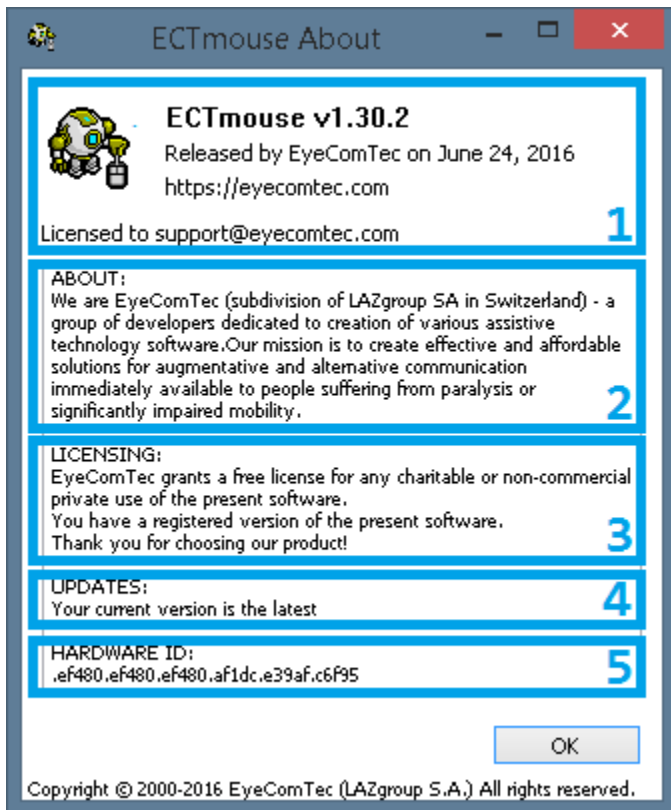 ECTmouse About
ECTmouse v1.30.2
Released by EyeComTec on June 24, 2016
https://eyecomtec.com
Licensed to support@eyecomtec.com
1
ABOUT:
We are EyeComTec (subdivision of LAZgroup SA in Switzerland) - a
group of developers dedicated to creation of various assistive
technology software.Our mission is to create effective and affordable
solutions for augmentative and alternative communication
immediately available to people suffering from paralysis or
significantly impaired mobility.
2
LICENSING:
EyeComTec grants a free license for any charitable or non-commercial
private use of the present software.
You have a registered version of the present software.
Thank you for choosing our product!
3
UPDATES:
Your current version is the latest
4
HARDWARE ID:
.ef480.ef480.ef480.af1dc.e39af.c6f95
5
OK
Copyright © 2000-2016 EyeComTec (LAZgroup S.A.) All rights reserved.